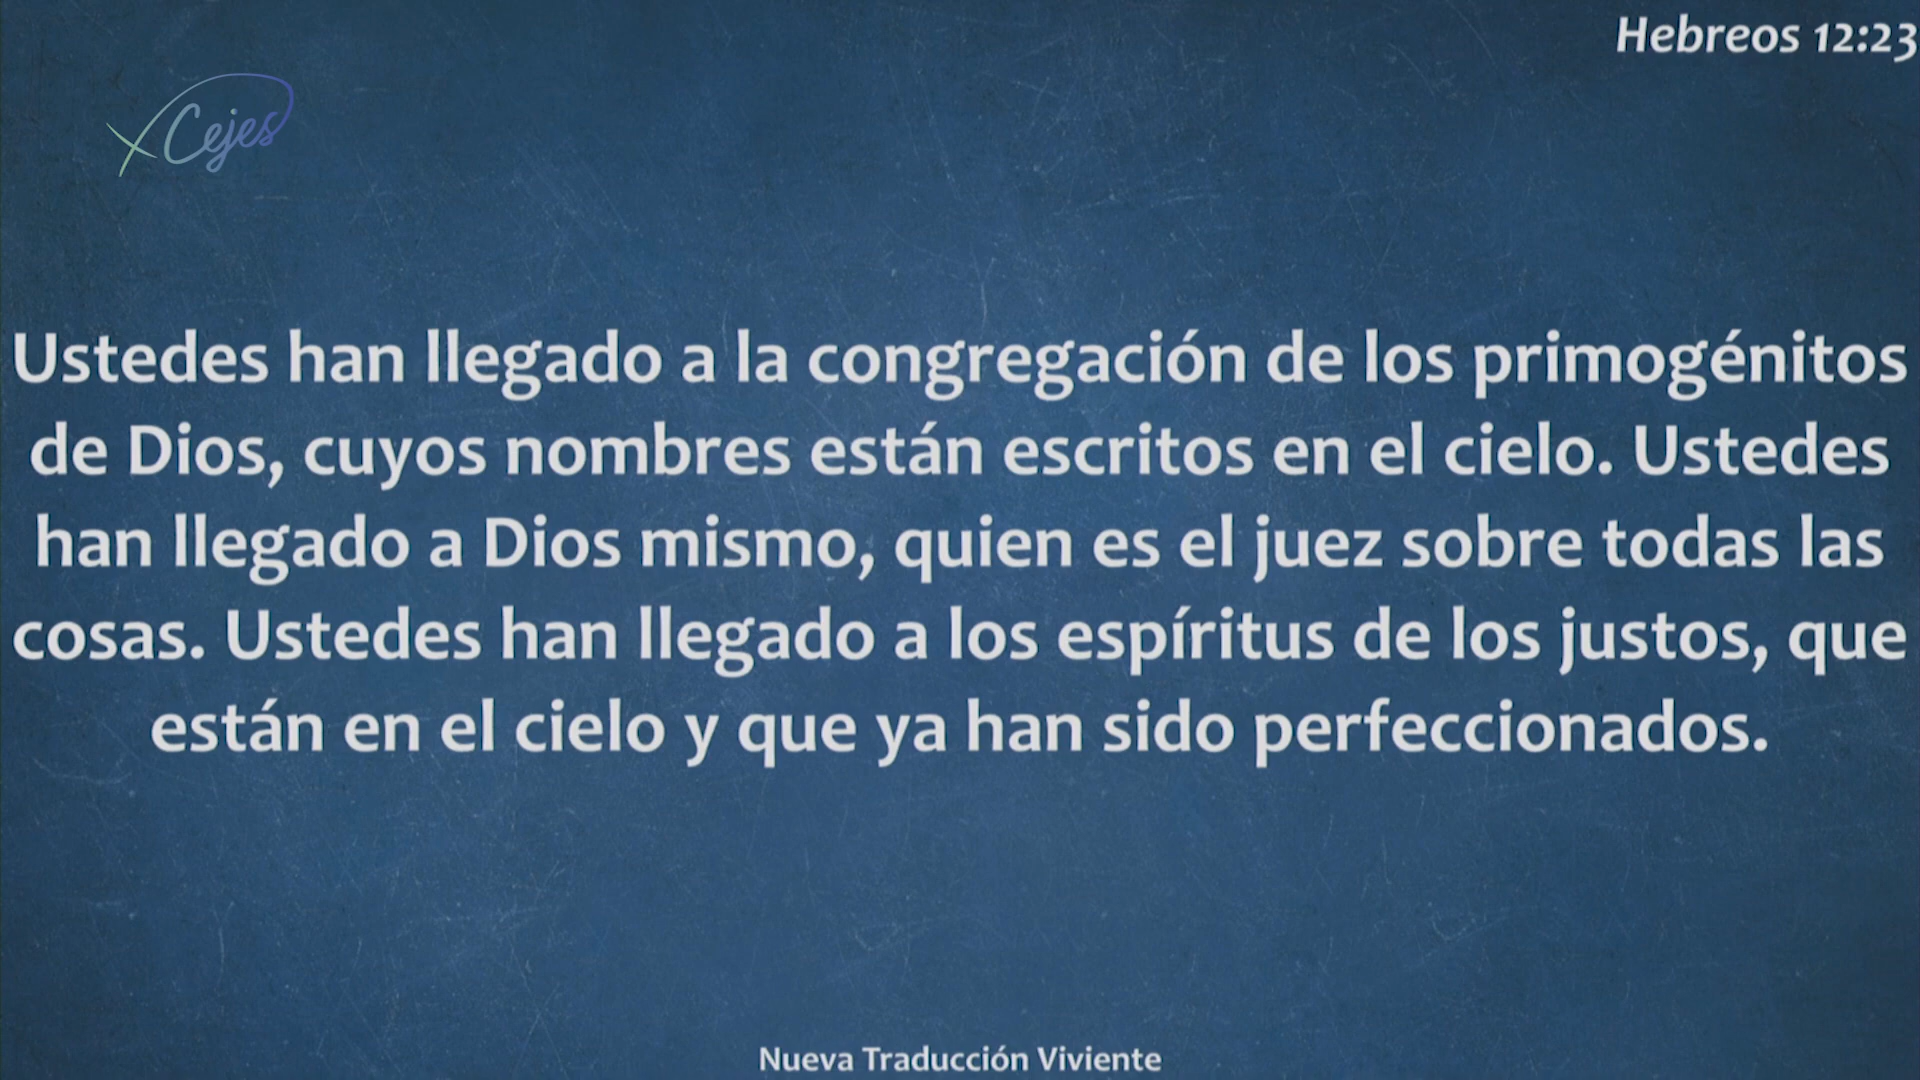 Hebreos 12:23
Cejes
Ustedes han llegado a la congregación de los primogénitos
de Dios, cuyos nombres están escritos en el cielo. Ustedes
han llegado a Dios mismo, quien es el juez sobre todas las
cosas. Ustedes han llegado a los espíritus de los justos, que
están en el cielo y que ya han sido perfeccionados.
Nueva Traducción Viviente